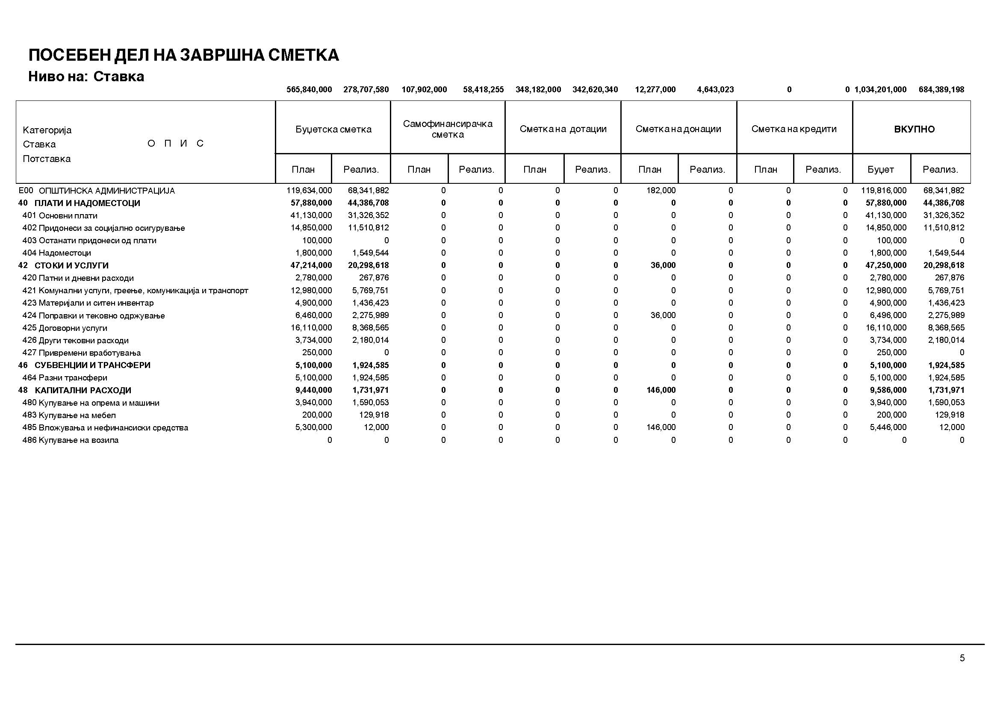 ПОСЕБЕН ДЕЛ НА ЗАВРШНА СМЕТКА
Ниво на: Ставка
565,840,000 278,707,580 107,902,000 58,418,255 348,182,000 342,620,340 12,277,000 4,643,023 0 0 1,034,201,000 684,389,198
Категорија
Ставка О П И С
Потставка
Буџетска сметка Самофинансирачка сметка Сметка на дотации Сметка на донации Сметка на кредити ВКУПНО
План Реализ. План Реализ. План Реализ. План Реализ. План Реализ. Буџет Реализ.
E00 ОПШТИНСКА АДМИНИСТРАЦИЈА 119,634,000 68,341,882 0 0 0 0 182,000 0 0 0 119,816,000 68,341,882
40 ПЛАТИ И НАДОМЕСТОЦИ 57,880,000 44,386,708 0 0 0 0 0 0 0 0 57,880,000 44,386,708
401 Основни плати 41,130,000 31,326,352 0 0 0 0 0 0 0 0 41,130,000 31,326,352
402 Придонеси за социјално осигурување 14,850,000 11,510,812 0 0 0 0 0 0 0 0 14,850,000 11,510,812
403 Останати придонеси од плати 100,000 0 0 0 0 0 0 0 0 0 100,000 0
404 Надоместоци 1,800,000 1,549,544 0 0 0 0 0 0 0 0 1,800,000 1,549,544
42 СТОКИ И УСЛУГИ 47,214,000 20,298,618 0 0 0 0 36,000 0 0 0 47,250,000 20,298,618
420 Патни и дневни расходи 2,780,000 267,876 0 0 0 0 0 0 0 0 2,780,000 267,876
421 Комунални услуги, греење, комуникација и транспорт 12,980,000 5,769,751 0 0 0 0 0 0 0 0 12,980,000 5,769,751
423 Материјали и ситен инвентар 4,900,000 1,436,423 0 0 0 0 0 0 0 0 4,900,000 1,436,423
424 Поправки и тековно одржување 6,460,000 2,275,989 0 0 0 0 36,000 0 0 0 6,496,000 2,275,989
425 Договорни услуги 16,110,000 8,368,565 0 0 0 0 0 0 0 0 16,110,000 8,368,565
426 Други тековни расходи 3,734,000 2,180,014 0 0 0 0 0 0 0 0 3,734,000 2,180,014
427 Привремени вработувања 250,000 0 0 0 0 0 0 0 0 0 250,000 0
46 СУБВЕНЦИИ И ТРАНСФЕРИ 5,100,000 1,924,585 0 0 0 0 0 0 0 0 5,100,000 1,924,585
464 Разни трансфери 5,100,000 1,924,585 0 0 0 0 0 0 0 0 5,100,000 1,924,585
48 КАПИТАЛНИ РАСХОДИ 9,440,000 1,731,971 0 0 0 0 146,000 0 0 0 9,586,000 1,731,971
480 Купување на опрема и машини 3,940,000 1,590,053 0 0 0 0 0 0 0 0 3,940,000 1,590,053
483 Купување на мебел 200,000 129,918 0 0 0 0 0 0 0 0 200,000 129,918
485 Вложувања и нефинансиски средства 5,300,000 12,000 0 0 0 0 146,000 0 0 0 5,446,000 12,000
486 Купување на возила 0 0 0 0 0 0 0 0 0 0 0 0
5